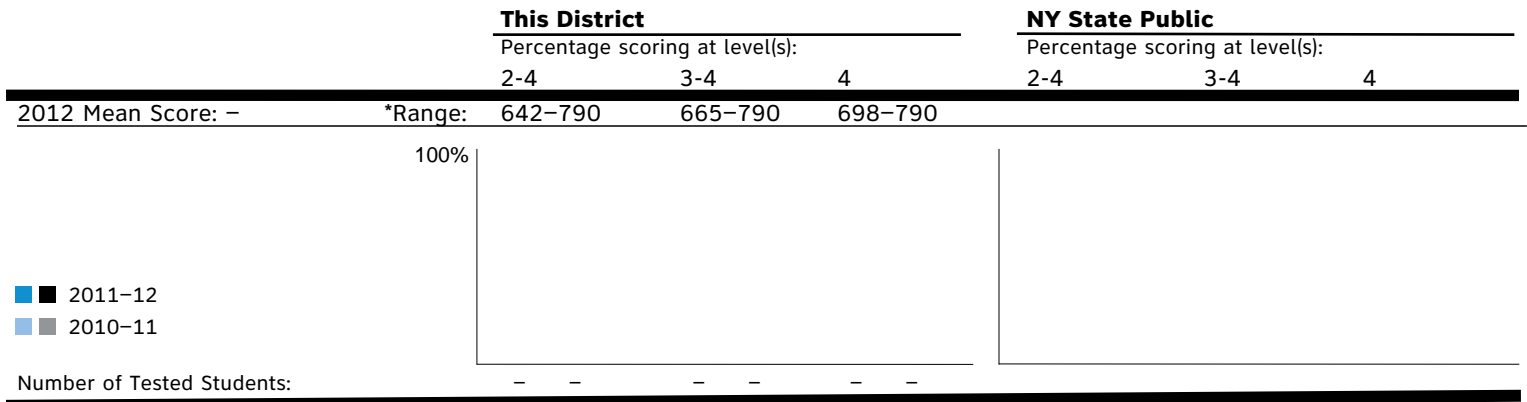 This District NY State Public
Percentage scoring at level(s): Percentage scoring at level(s):
2-4 3-4 4 2-4 3-4 4
2012 Mean Score: – *Range: 642–790 665–790 698–790
100%
2011–12
2010–11
Number of Tested Students: – – – – – –